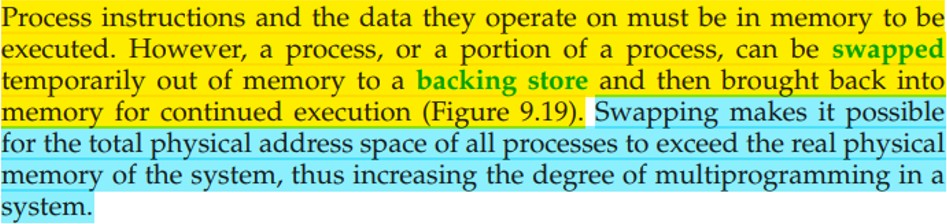 Process instructions and the data they operate on must be in memory to be
executed. However, a process, or a portion of a process, can be swapped
temporarily out of memory to a backing store and then brought back into
memory for continued execution (Figure 9.19). Swapping makes it possible
for the total physical address space of all processes to exceed the real physical
memory of the system, thus increasing the degree of multiprogramming in a
system.